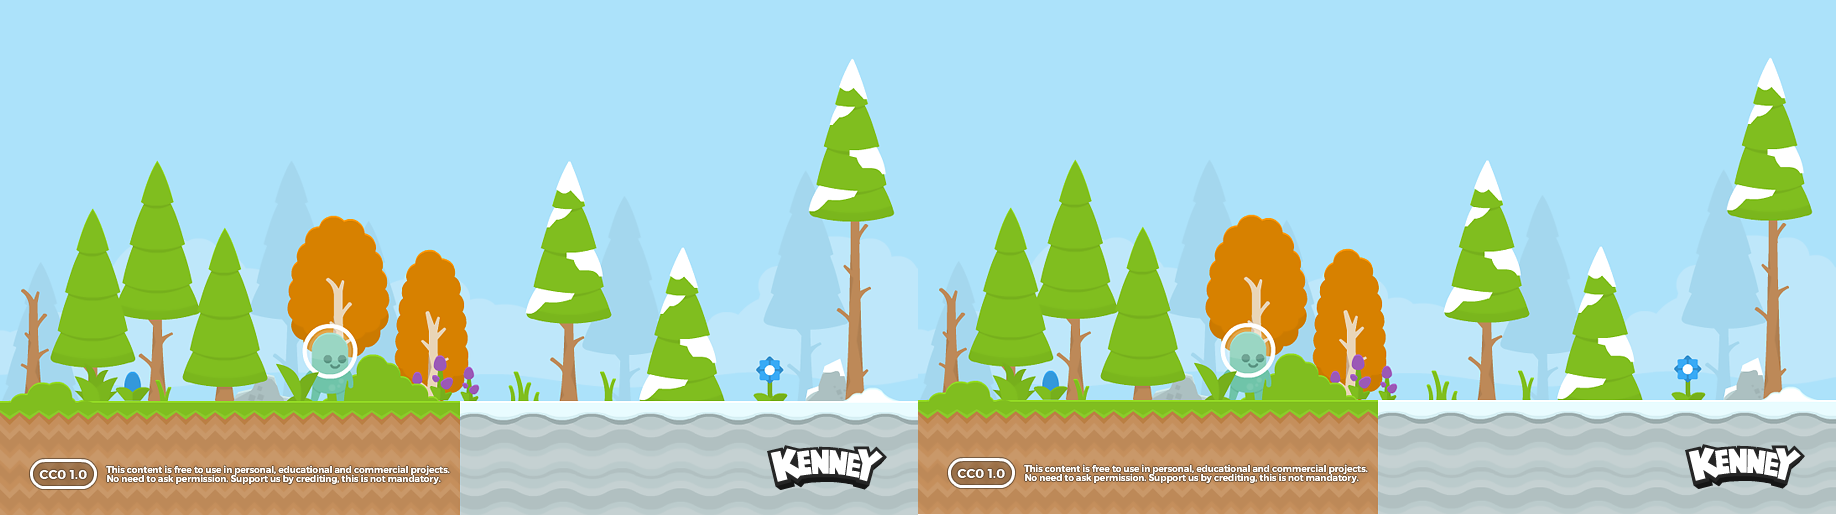 CC0 1.0
This content is free to use in personal, educational and commercial projects.
No need to ask permission. Support us by crediting, this is not mandatory.
KENNEY
CC0 1.0
This content is free to use in personal, educational and commercial projects.
No need to ask permission. Support us by crediting, this is not mandatory.
KENNEY